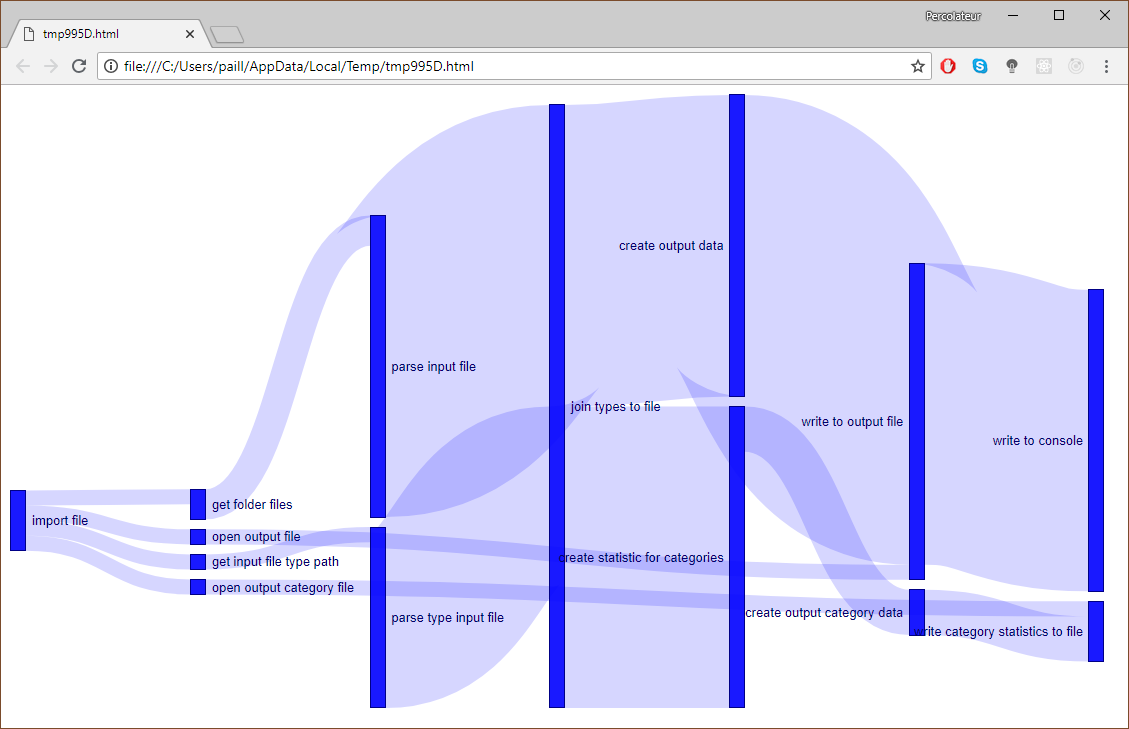 Percolateur
tmp995D.html
file:///C:/Users/paill/AppData/Local/Temp/tmp995D.html
create output data
parse input file
join types to file
write to output file
write to console
get folder files
import file
open output file
create statistic for categories
get input file type path
open output category file
create output category data
parse type input file
write category statistics to file